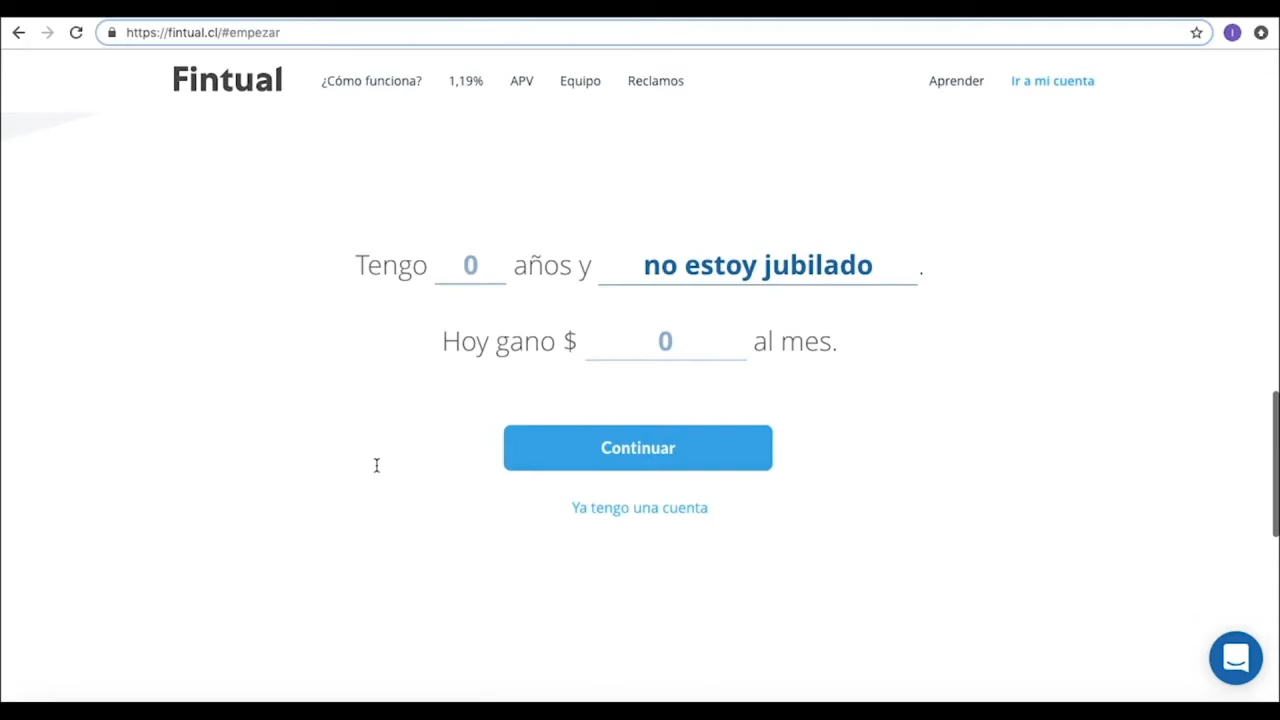 https://fintual.cl/#empezar
I
Fintual ¿Cómo funciona? 1,19% APV Equipo Reclamos Aprender Ir a mi cuenta
Tengo 0 años y no estoy jubilado.
Hoy gano $ 0 al mes.
Continuar
Ya tengo una cuenta